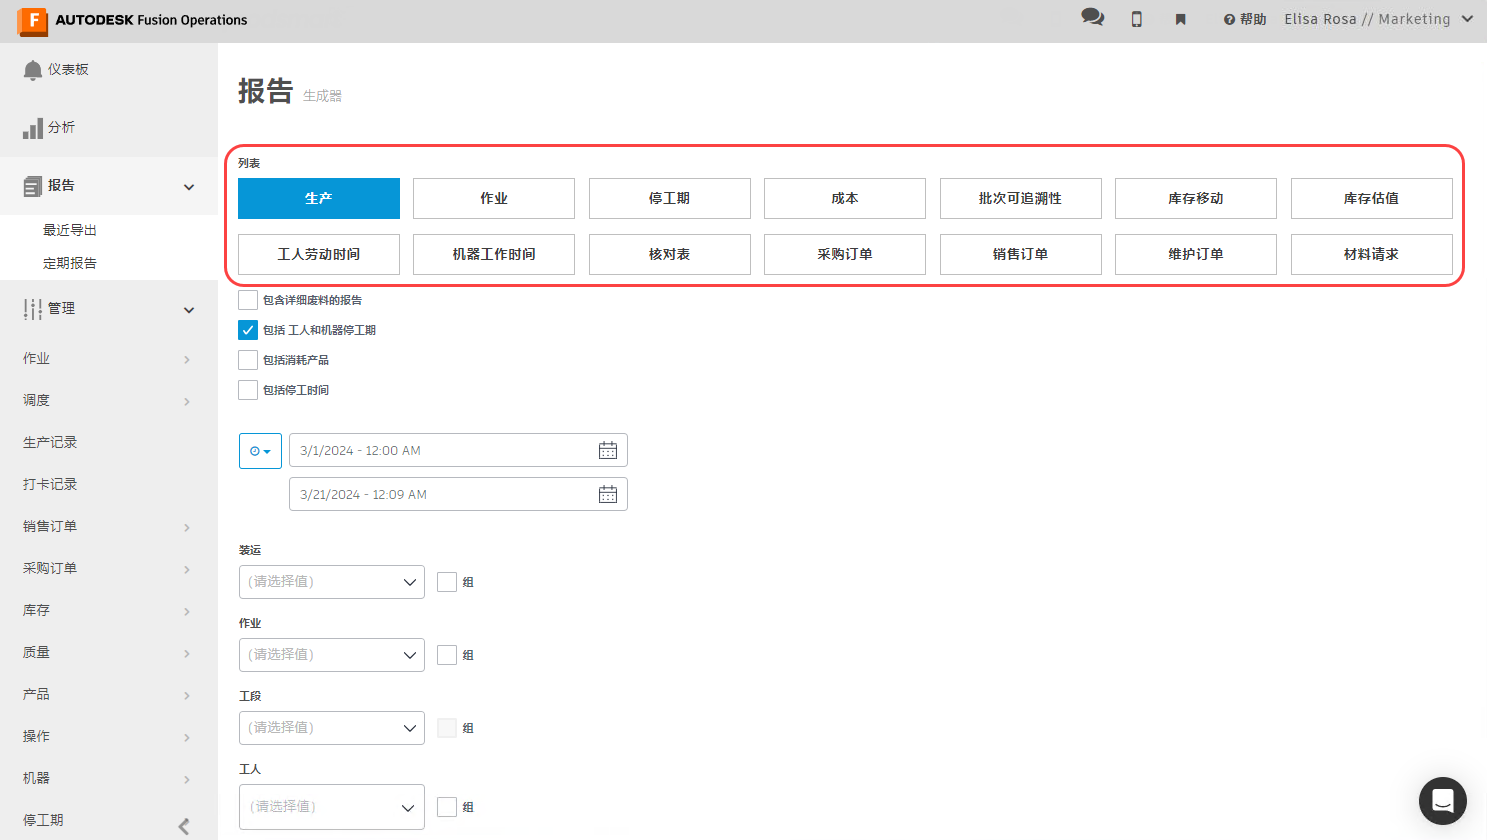 F AUTODESK Fusion Operations
帮助 Elisa Rosa // Marketing
仪表板
分析
报告
最近导出
定期报告
管理
作业
调度
生产记录
打卡记录
销售订单
采购订单
库存
质量
产品
操作
机器
停工期
报告 生成器
列表
生产 作业 停工期 成本 批次可追溯性 库存移动 库存估值
工人劳动时间 机器工作时间 核对表 采购订单 销售订单 维护订单 材料请求
包含详细废料的报告
包括 工人和机器停工期
包括消耗产品
包括停工时间
3/1/2024 - 12:00 AM
3/21/2024 - 12:09 AM
装运
(请选择值) 组
作业
(请选择值) 组
工段
(请选择值) 组
工人
(请选择值) 组